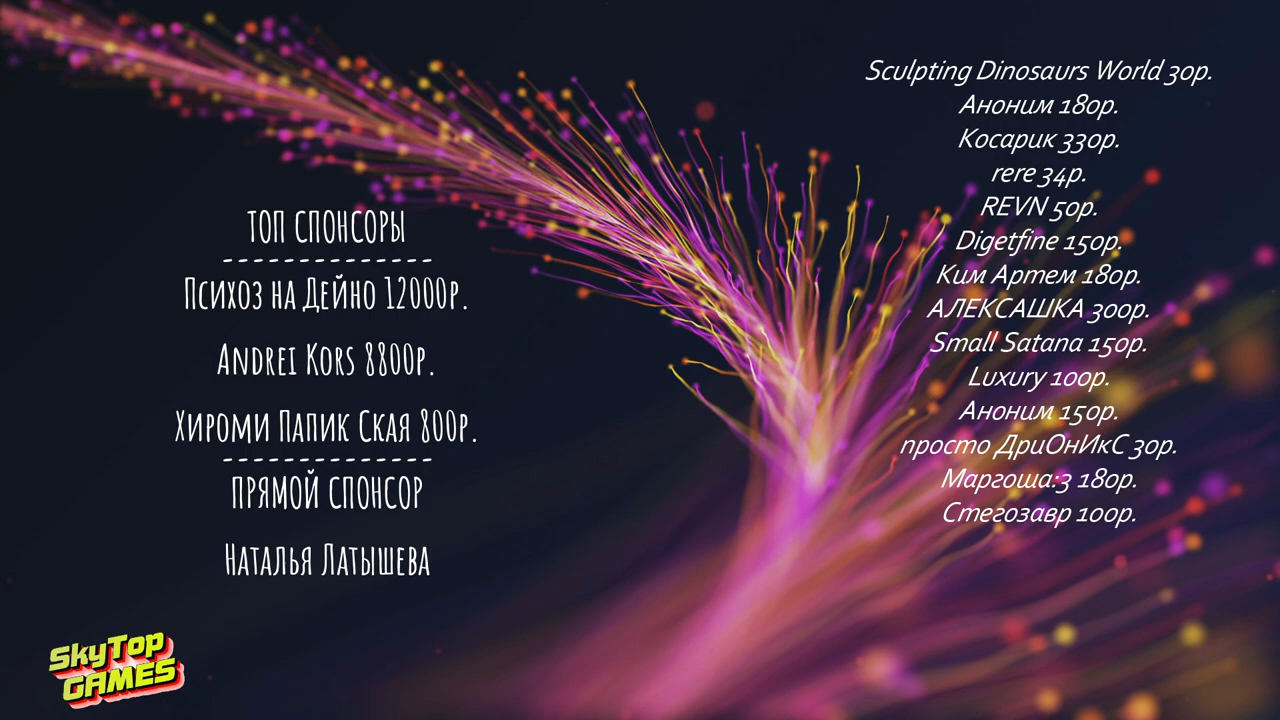 ТОП СПОНСОРЫ
Психоз на Дейно 12000р.
Andrei Kors 8800р.
Хироми Папик Ская 800р.
ПРЯМОЙ СПОНСОР
Наталья Латышева
SkyTop
GAMES
Sculpting Dinosaurs World 30р.
Аноним 180р.
Косарик 330р.
rere 34р.
REVN 50р.
Digetfine 150р.
Ким Артем 180р.
АЛЕКСАШКА 300р.
Small Satana 150р.
Luxury 100р.
Аноним 150р.
просто ДриОнИкС 30р.
Маргоша:3 180р.
Стегозавр 100р.